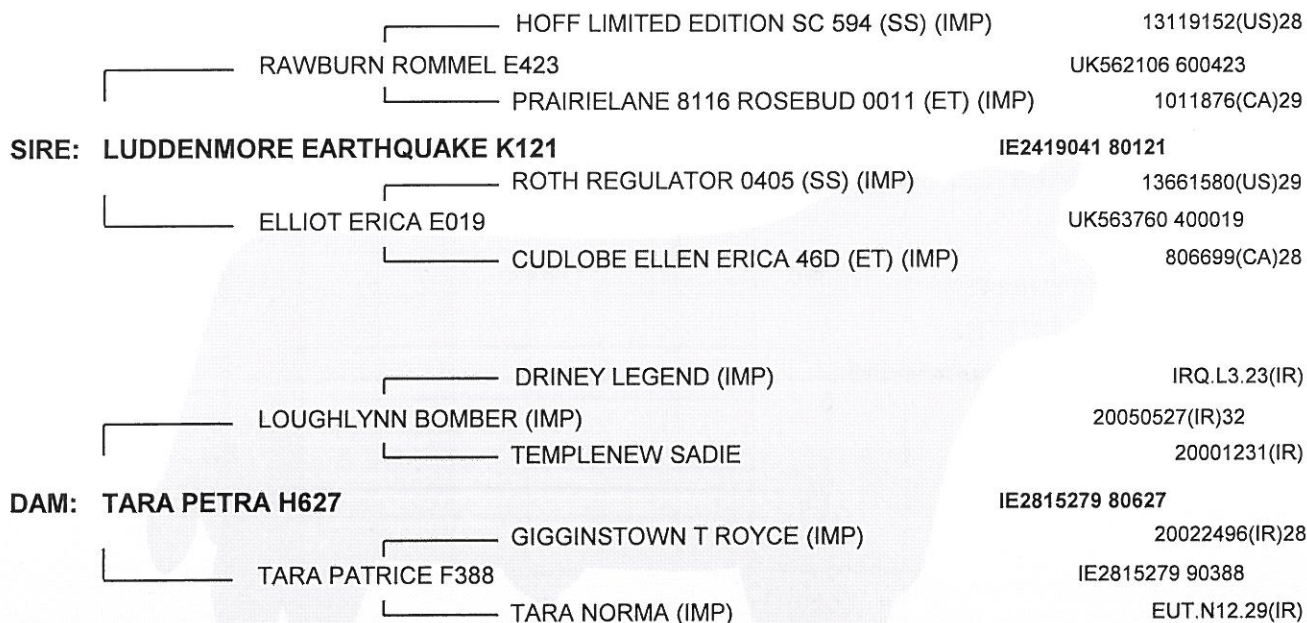 HOFF LIMITED EDITION SC 594 (SS) (IMP) 13119152(US)28
RAWBURN ROMMEL E423 UK562106 600423
PRAIRIELANE 8116 ROSEBUD 0011 (ET) (IMP) 1011876(CA)29
SIRE: LUDDENMORE EARTHQUAKE K121 IE2419041 80121
ROTH REGULATOR 0405 (SS) (IMP) 13661580(US)29
ELLIOT ERICA E019 UK563760 400019
CUDLOBE ELLEN ERICA 46D (ET) (IMP) 806699(CA)28
DRINEY LEGEND (IMP) IRQ.L3.23(IR)
LOUGHLYNN BOMBER (IMP) 20050527(IR)32
TEMPLENEW SADIE 20001231(IR)
DAM: TARA PETRA H627 IE2815279 80627
GIGGINSTOWN T ROYCE (IMP) 20022496(IR)28
TARA PATRICE F388 IE2815279 90388
TARA NORMA (IMP) EUT.N12.29(IR)